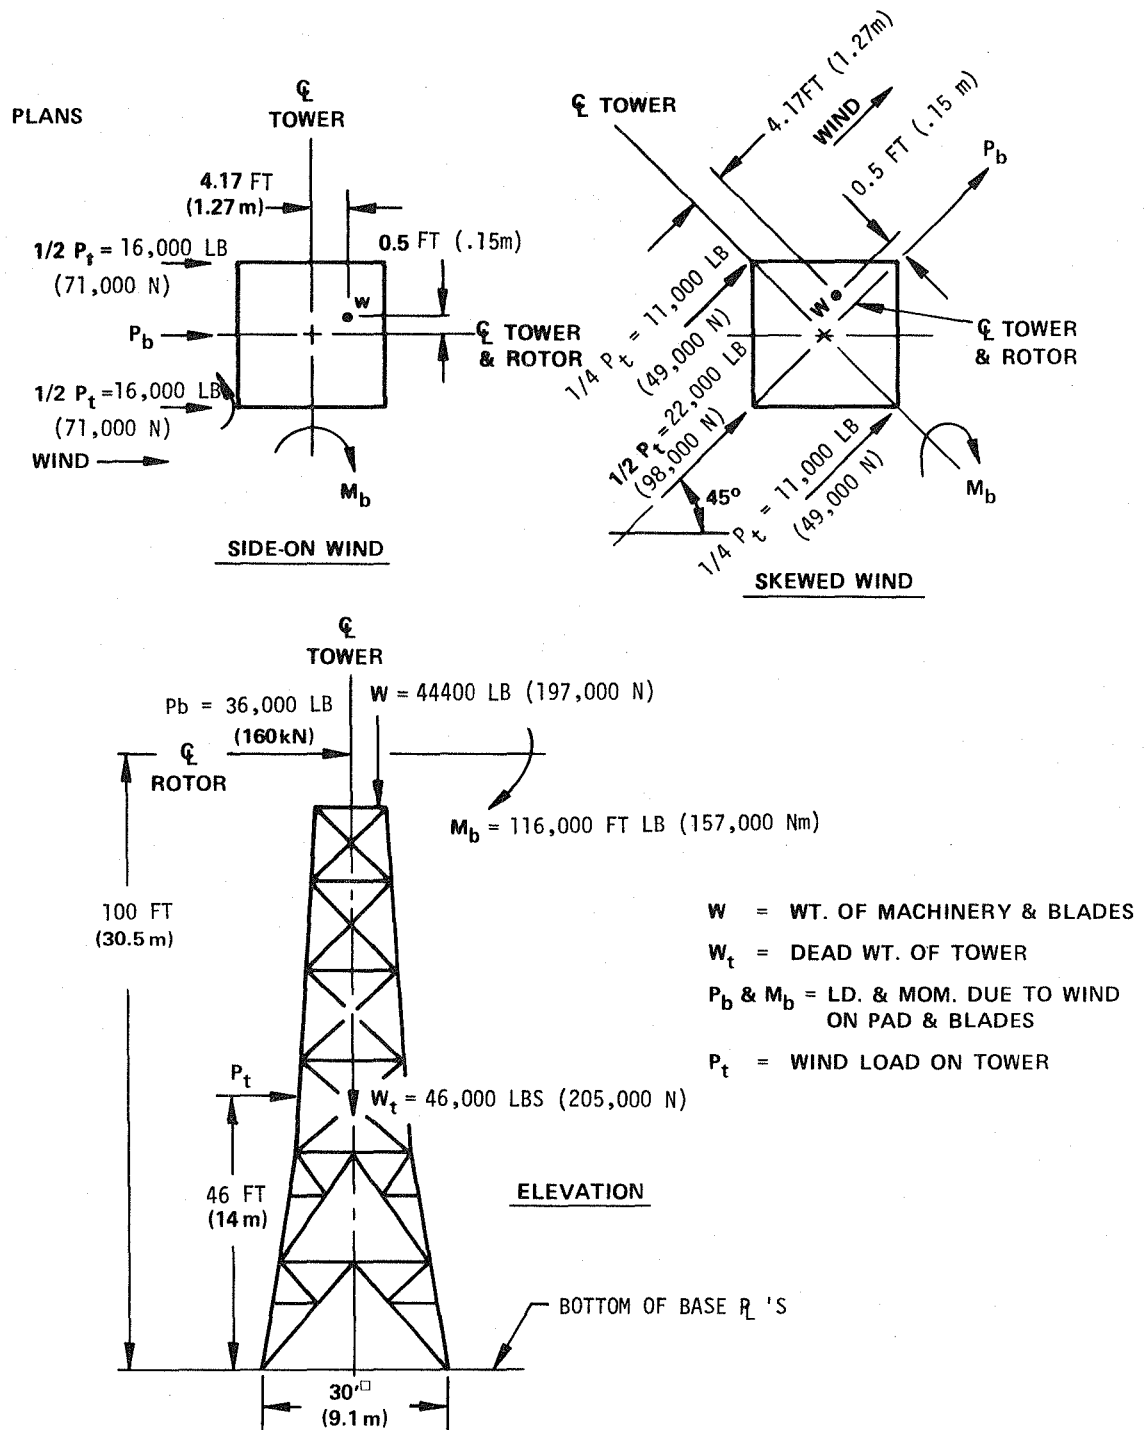 PLANS
℄
TOWER
4.17 FT
(1.27 m)
1/2 Pt = 16,000 LB
(71,000 N)
0.5 FT (.15m)
W
Pb
℄ TOWER
& ROTOR
1/2 Pt =16,000 LB
(71,000 N)
WIND
Mb
SIDE-ON WIND
℄ TOWER
4.17FT (1.27m)
WIND
0.5 FT (.15 m)
Pb
1/4 Pt = 11,000 LB
(49,000 N)
W
℄ TOWER
& ROTOR
1/2 Pt =22,000 LB
(98,000 N)
45º
1/4 Pt = 11,000 LB
(49,000 N)
Mb
SKEWED WIND
℄
TOWER
Pb = 36,000 LB
(160kN)
W = 44400 LB (197,000 N)
℄
ROTOR
Mb = 116,000 FT LB (157,000 Nm)
100 FT
(30.5 m)
W = WT. OF MACHINERY & BLADES
Wt = DEAD WT. OF TOWER
Pb & Mb = LD. & MOM. DUE TO WIND
ON PAD & BLADES
Pt = WIND LOAD ON TOWER
Pt
Wt = 46,000 LBS (205,000 N)
46 FT
(14 m)
ELEVATION
BOTTOM OF BASE PL 'S
30'□
(9.1 m)